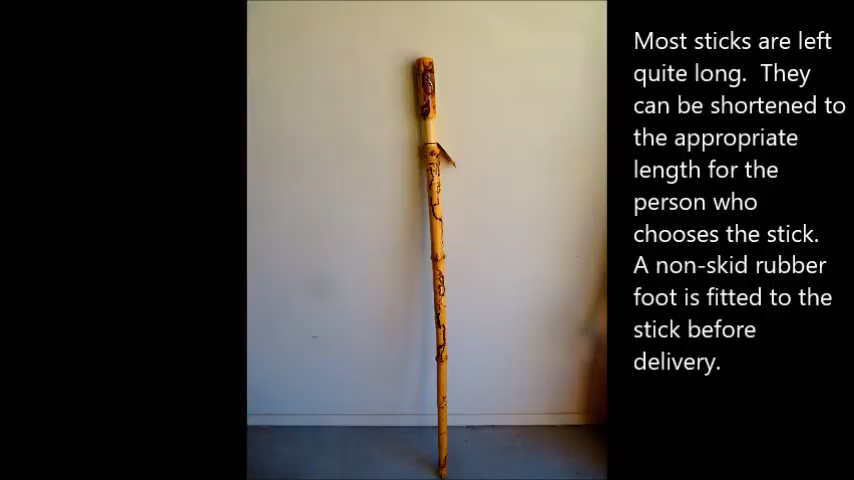 Most sticks are left
quite long.  They
can be shortened to
the appropriate
length for the
person who
chooses the stick.
A non-skid rubber
foot is fitted to the
stick before
delivery.